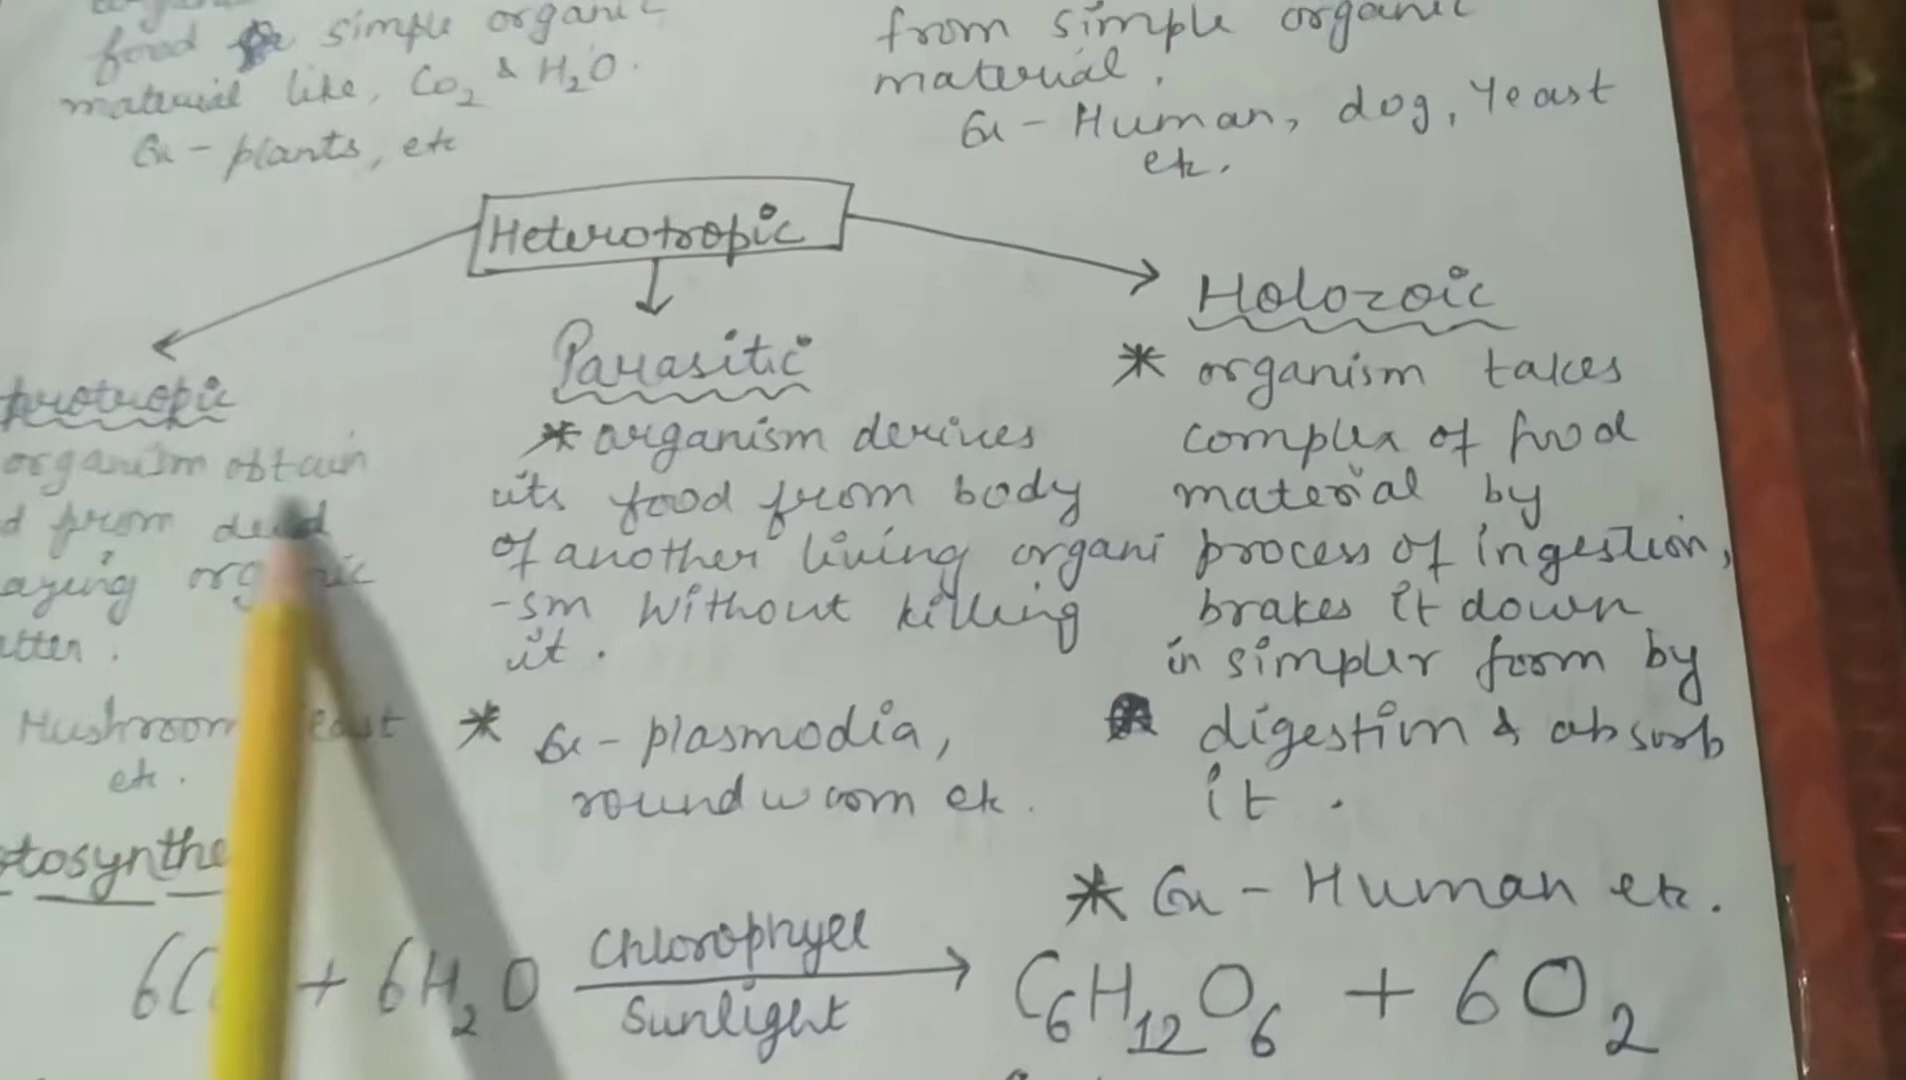 food simple organic
material like, Co2 & H2O.
Ex - plants, etc
from simple organic
material.
Ex - Human, dog, Yeast
etc.
Heterotropic
Parasitic
* organism derives
its food from body
of another living organi
-sm without killing
it.
* Ex - plasmodia,
roundworm etc.
Holozoic
* organism takes
complex of food
material by
process of ingestion,
brakes it down
in simpler form by
digestion & absorb
it.
* Ex - Human etc.
organism obtain
d from dead
aying organic
tter.
Mushroom
etc.
tosynthe
+ 6H2O Chlorophyll Sunlight → C6H12O6 + 6O2